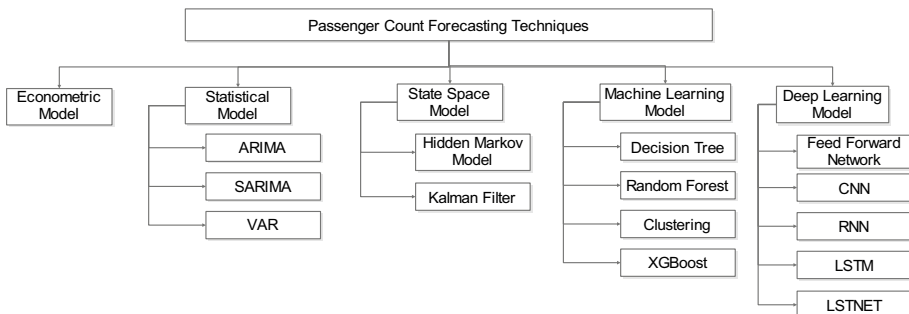 Passenger Count Forecasting Techniques
Econometric
Model
Statistical
Model
ARIMA
SARIMA
VAR
State Space
Model
Hidden Markov
Model
Kalman Filter
Machine Learning
Model
Decision Tree
Random Forest
Clustering
XGBoost
Deep Learning
Model
Feed Forward
Network
CNN
RNN
LSTM
LSTNET